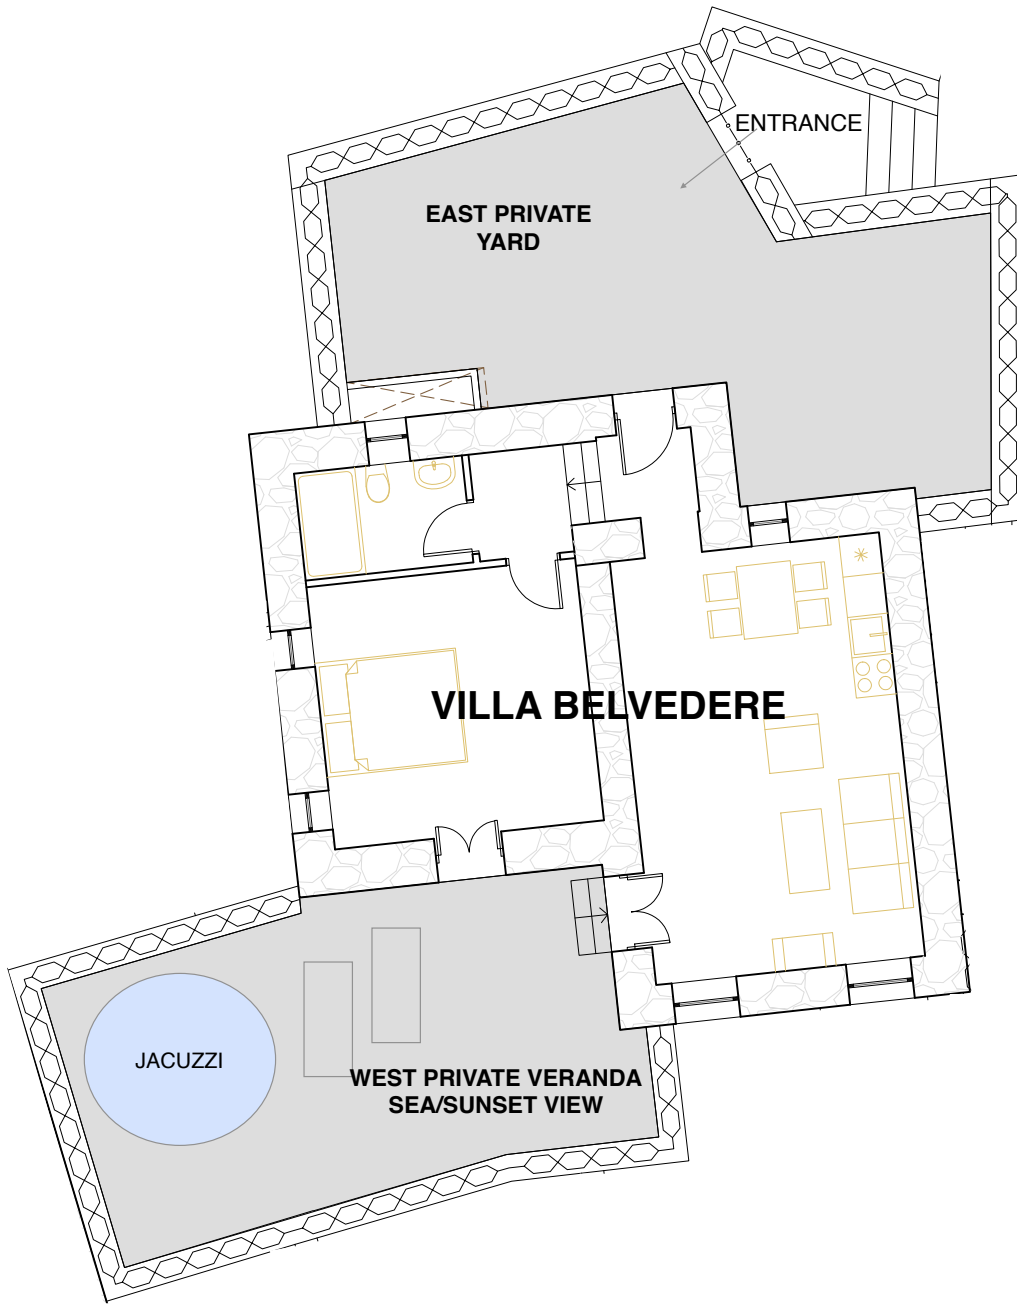 ENTRANCE
EAST PRIVATE
YARD
VILLA BELVEDERE
JACUZZI
WEST PRIVATE VERANDA
SEA/SUNSET VIEW